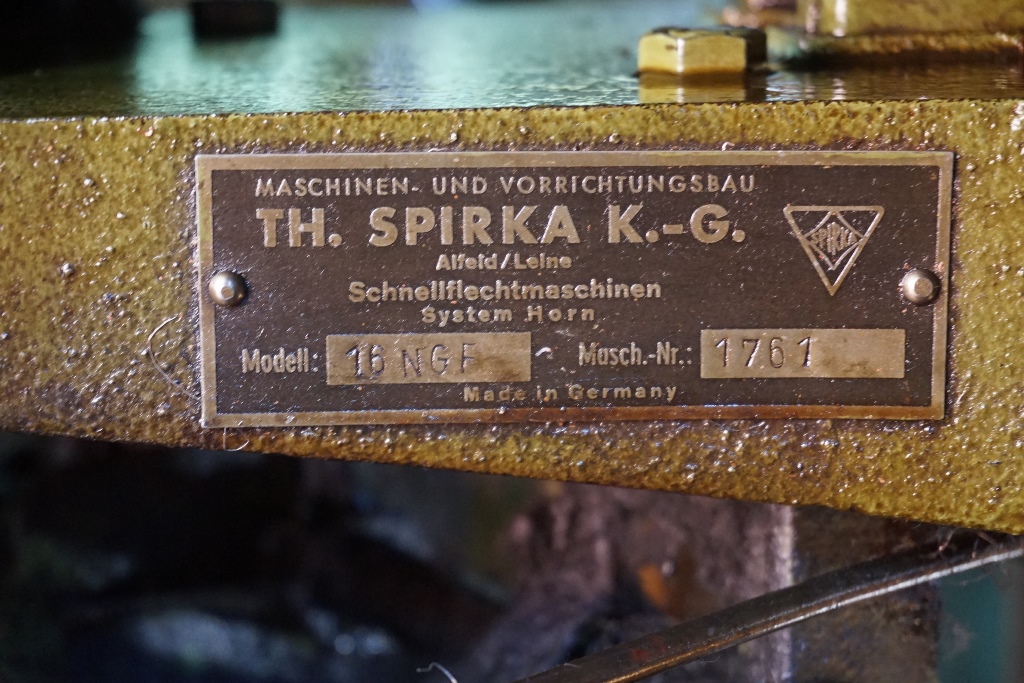 MASCHINEN- UND VORRICHTUNGSBAU
TH. SPIRKA K.-G.
SPIRKA
Alfeld/Leine
Schnellflechtmaschinen
System Horn
Modell: 16 NGF Masch.-Nr.: 1761
Made in Germany